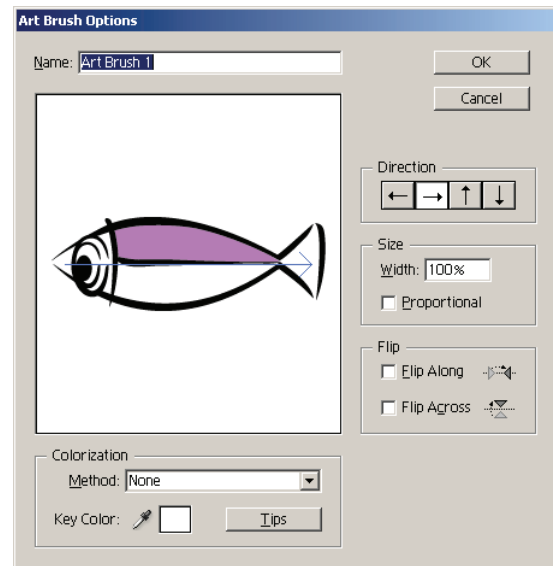 Art Brush Options
Name: Art Brush 1
OK
Cancel
Direction
Size
Width: 100%
Proportional
Flip
Flip Along
Flip Across
Colorization
Method: None
Key Color:
Tips